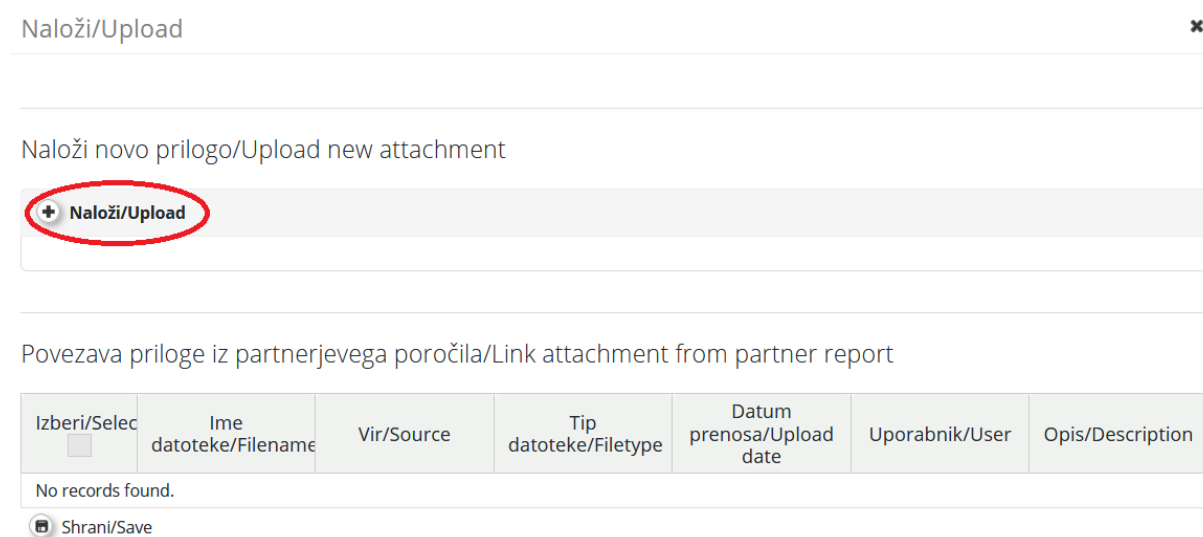 Naloži/Upload
Naloži novo prilogo/Upload new attachment
Naloži/Upload
Povezava priloge iz partnerjevega poročila/Link attachment from partner report
Izberi/Selec
Ime datoteke/Filename
Vir/Source
Tip datoteke/Filetype
Datum prenosa/Upload date
Uporabnik/User
Opis/Description
No records found.
Shrani/Save